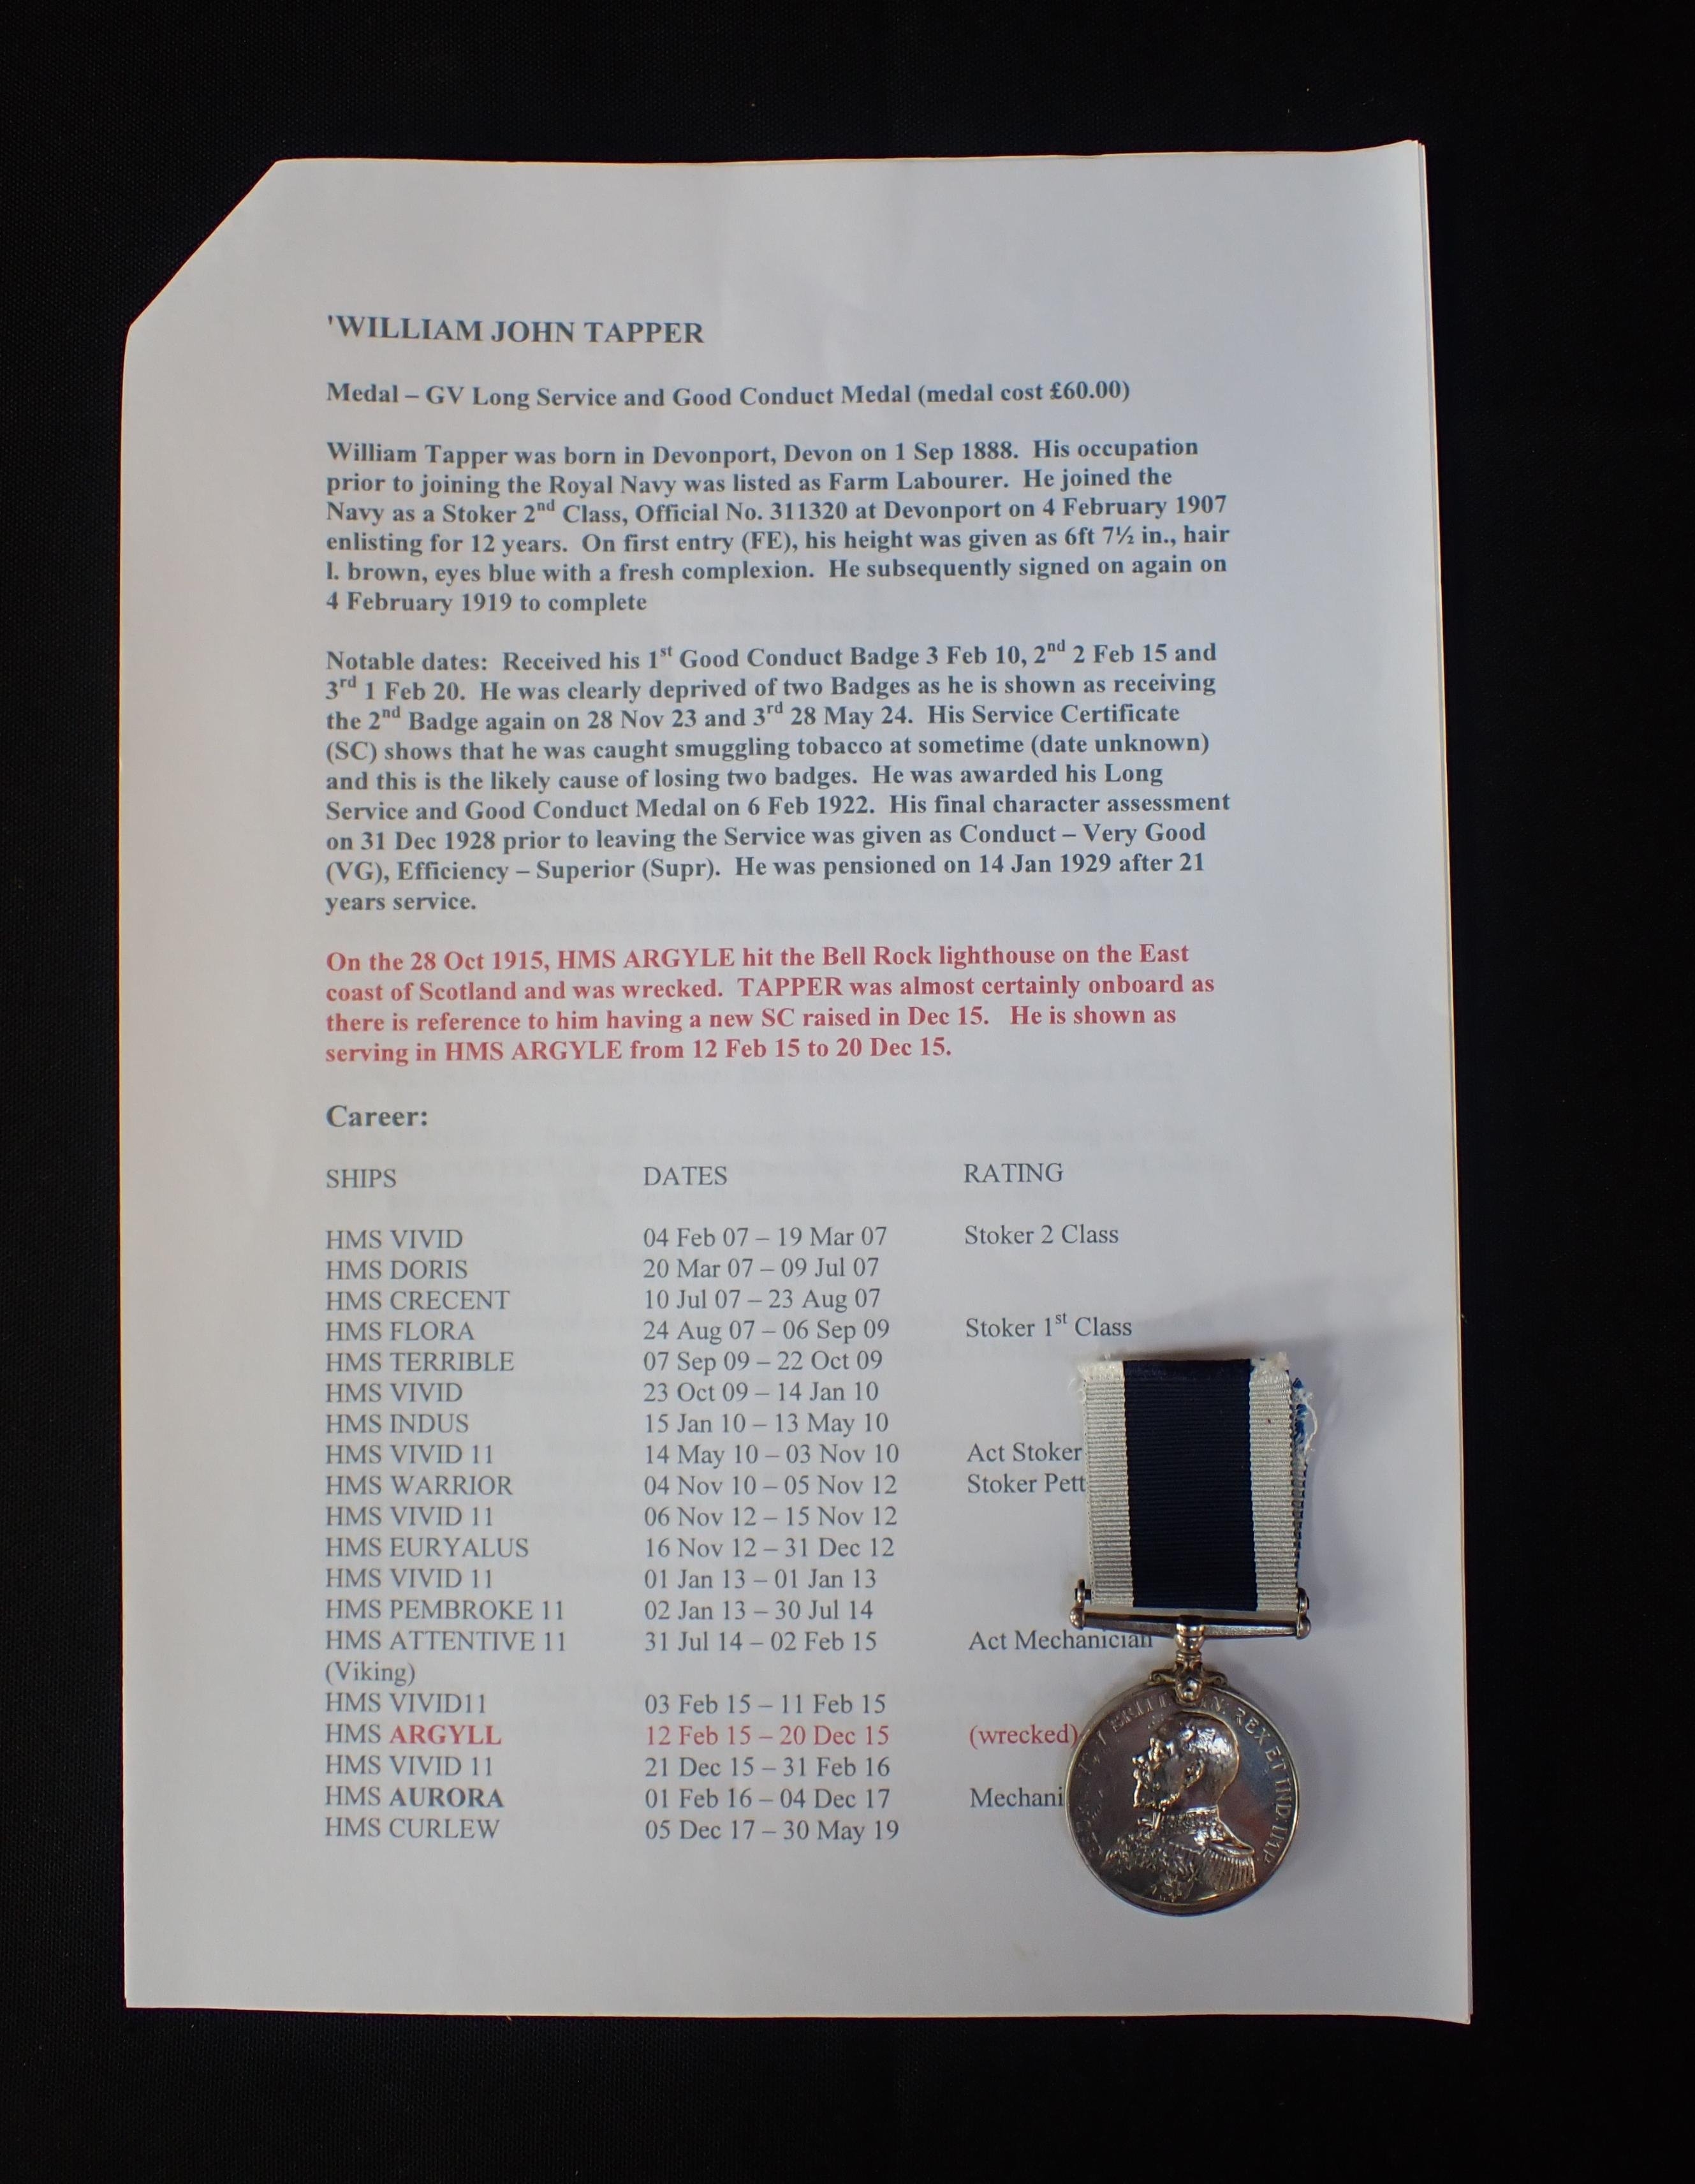 'WILLIAM JOHN TAPPER
Medal – GV Long Service and Good Conduct Medal (medal cost £60.00)
William Tapper was born in Devonport, Devon on 1 Sep 1888. His occupation
prior to joining the Royal Navy was listed as Farm Labourer. He joined the
Navy as a Stoker 2nd Class, Official No. 311320 at Devonport on 4 February 1907
enlisting for 12 years. On first entry (FE), his height was given as 6ft 7½ in., hair
l. brown, eyes blue with a fresh complexion. He subsequently signed on again on
4 February 1919 to complete
Notable dates: Received his 1st Good Conduct Badge 3 Feb 10, 2nd 2 Feb 15 and
3rd 1 Feb 20. He was clearly deprived of two Badges as he is shown as receiving
the 2nd Badge again on 28 Nov 23 and 3rd 28 May 24. His Service Certificate
(SC) shows that he was caught smuggling tobacco at sometime (date unknown)
and this is the likely cause of losing two badges. He was awarded his Long
Service and Good Conduct Medal on 6 Feb 1922. His final character assessment
on 31 Dec 1928 prior to leaving the Service was given as Conduct – Very Good
(VG), Efficiency – Superior (Supr). He was pensioned on 14 Jan 1929 after 21
years service.
On the 28 Oct 1915, HMS ARGYLE hit the Bell Rock lighthouse on the East
coast of Scotland and was wrecked. TAPPER was almost certainly onboard as
there is reference to him having a new SC raised in Dec 15. He is shown as
serving in HMS ARGYLE from 12 Feb 15 to 20 Dec 15.
Career:
SHIPS DATES RATING
HMS VIVID 04 Feb 07 – 19 Mar 07 Stoker 2 Class
HMS DORIS 20 Mar 07 – 09 Jul 07
HMS CRECENT 10 Jul 07 – 23 Aug 07
HMS FLORA 24 Aug 07 – 06 Sep 09 Stoker 1st Class
HMS TERRIBLE 07 Sep 09 – 22 Oct 09
HMS VIVID 23 Oct 09 – 14 Jan 10
HMS INDUS 15 Jan 10 – 13 May 10
HMS VIVID 11 14 May 10 – 03 Nov 10 Act Stoker
HMS WARRIOR 04 Nov 10 – 05 Nov 12 Stoker Pett
HMS VIVID 11 06 Nov 12 – 15 Nov 12
HMS EURYALUS 16 Nov 12 – 31 Dec 12
HMS VIVID 11 01 Jan 13 – 01 Jan 13
HMS PEMBROKE 11 02 Jan 13 – 30 Jul 14
HMS ATTENTIVE 11 31 Jul 14 – 02 Feb 15 Act Mechanician
(Viking)
HMS VIVID11 03 Feb 15 – 11 Feb 15
HMS ARGYLL 12 Feb 15 – 20 Dec 15 (wrecked)
HMS VIVID 11 21 Dec 15 – 31 Feb 16
HMS AURORA 01 Feb 16 – 04 Dec 17 Mechani
HMS CURLEW 05 Dec 17 – 30 May 19
REX ET IND: IMP: